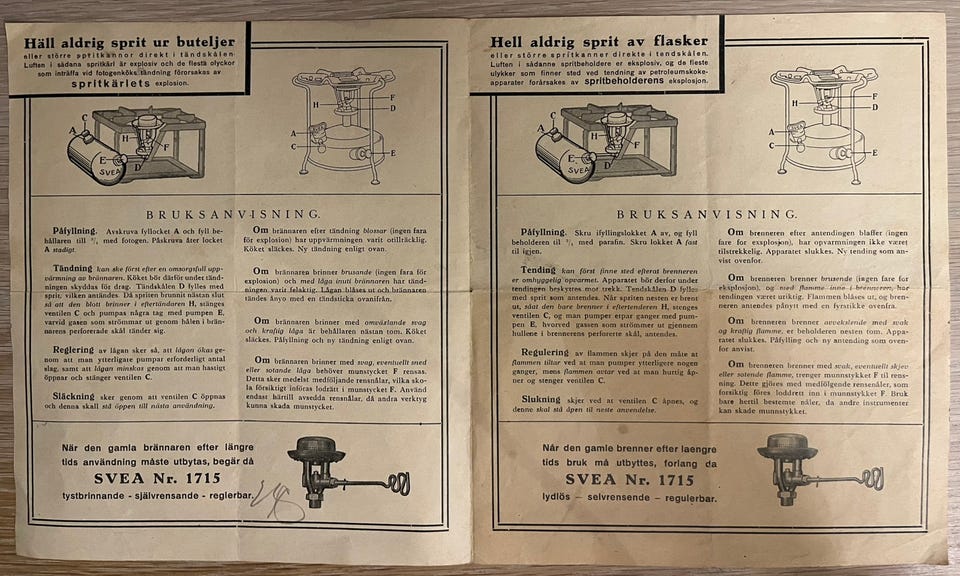 Häll aldrig sprit ur buteljer
eller större spritkannor direkt i tändskålen.
Luften i sådana spritkärl är explosiv och de flesta olyckor
som inträffa vid fotogenköks tändning förorsakas av
spritkärlets explosion.
A
C
H
F
E
D
SVEA
H
F
D
A
C
E
BRUKSANVISNING.
Påfyllning. Avskruva fyllocket A och fyll be-
hållaren till ³/₄ med fotogen. Påskruva åter locket
A stadigt.
Tändning kan ske först efter en omsorgsfull upp-
värmning av brännaren. Köket bör därför under tänd-
ningen skyddas för drag. Tändskålen D fylles med
sprit, vilken antändes. Då spriten brunnit nästan slut
så att den blott brinner i eftertändaren H, stänges
ventilen C och pumpas några tag med pumpen E,
varvid gasen som strömmar ut genom hålen i brän-
narens perforerade skål tänder sig.
Reglering av lågan sker så, att lågan ökas ge-
nom att man ytterligare pumpar erforderligt antal
slag, samt att lågan minskas genom att man hastigt
öppnar och stänger ventilen C.
Släckning sker genom att ventilen C öppnas
och denna skall stå öppen till nästa användning.
Om brännaren efter tändning blossar (ingen fara
för explosion) har uppvärmningen varit otillräcklig.
Köket släckes. Ny tändning enligt ovan.
Om brännaren brinner brusande (ingen fara för
explosion) och med låga inuti brännaren har tänd-
ningen varit felaktig. Lågan blåses ut och brännaren
tändes ånyo med en tändsticka ovanifrån.
Om brännaren brinner med omväxlande svag
och kraftig låga är behållaren nästan tom. Köket
släckes. Påfyllning och ny tändning enligt ovan.
Om brännaren brinner med svag, eventuellt sned
eller sotande låga behöver munstycket F rensas.
Detta sker medelst medföljande rensnålar, vilka sko-
la försiktigt införas lodrätt i munstycket F. Använd
endast härtill avsedda rensnålar, då andra verktyg
kunna skada munstycket.
När den gamla brännaren efter längre
tids användning måste utbytas, begär då
SVEA Nr. 1715
tystbrinnande - självrensande - reglerbar.
Hell aldrig sprit av flasker
eller større spritkanner direkte i tendskålen.
Luften i sådanne spritbeholdere er eksplosiv, og de fleste
ulykker som finner sted ved tendning av petroleumskoke-
apparater forårsakes av spritbeholderens eksplosjon.
A
C
H
F
E
D
SVEA
H
F
D
A
C
E
BRUKSANVISNING.
Påfyllning. Skru ifyllingslokket A av, og fyll
beholderen til ³/₄ med parafin. Skru lokket A fast
til igjen.
Tending kan først finne sted efterat brenneren
er omhyggelig opvarmet. Apparatet bör derfor under
tendingen beskyttes mot trekk. Tendskålen D fylles
med sprit som antendes. Når spriten nesten er brent
ut, såat den bare brenner i eftertenderen H, stenges
ventilen C, og man pumper et par ganger med pum-
pen E, hvorved gassen som strømmer ut gjennem
hullene i brennerens perforerte skål, antendes.
Regulering av flammen skjer på den måte at
flammen tiltar ved at man pumper ytterligere nogen
ganger, mens flammen avtar ved at man hurtig åp-
ner og stenger ventilen C.
Slukning skjer ved at ventilen C åpnes, og
denne skal stå åpen til neste anvendelse.
Om brenneren efter antendingen blaffer (ingen
fare for explosjon), har opvarmningen ikke været
tilstrekkelig. Apparatet slukkes. Ny tending som an-
vist ovenfor.
Om brenneren brenner brusende (ingen fare for
eksplosjon), og med flamme inne i brenneren, har
tendingen været uriktig. Flammen blåses ut, og bren-
neren antendes pånytt med en fyrstikke ovenfra.
Om brenneren brenner avvekslende med svak
og kraftig flamme, er beholderen nesten tom. Appa-
ratet slukkes. Påfylling og ny antending som oven-
for anvist.
Om brenneren brenner med svak, eventuelt skjev
eller sotende flamme, trenger munnstykket F til rens-
ning. Dette gjöres med medfölgende rensenåler, som
forsiktig föres loddrett inn i munnstykket F. Bruk
bare hertil bestemte nåler, da andre instrumenter
kan skade munnstykket.
Når den gamle brenner efter laengre
tids bruk må utbyttes, forlang da
SVEA Nr. 1715
lydlös – selvrensende – regulerbar.